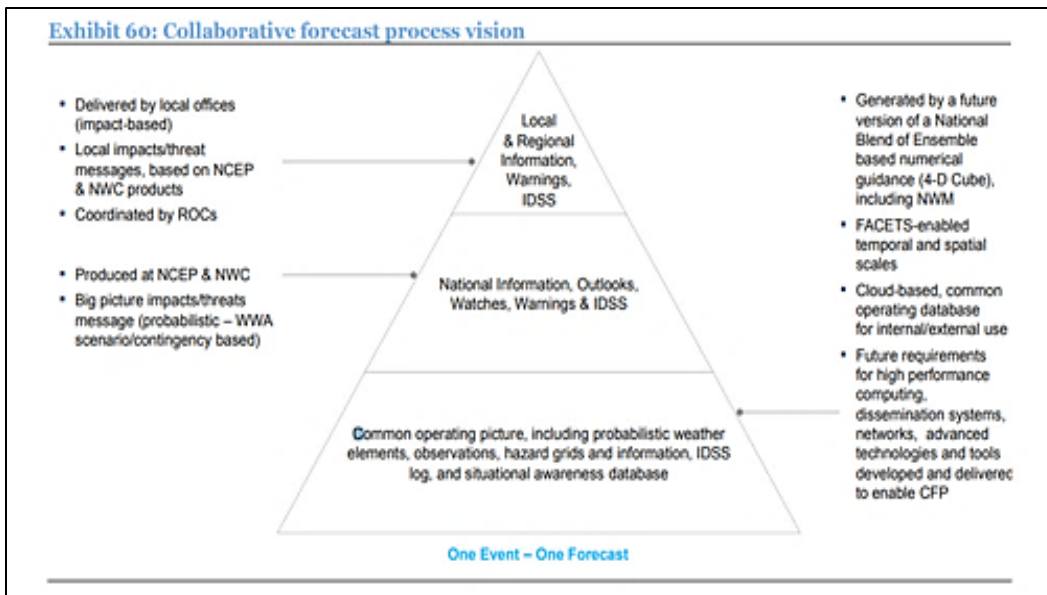 Exhibit 60: Collaborative forecast process vision
▪ Delivered by local offices
(impact-based)
▪ Local impacts/threat
messages, based on NCEP
& NWC products
▪ Coordinated by ROCs
▪ Produced at NCEP & NWC
▪ Big picture impacts/threats
message (probabilistic – WWA
scenario/contingency based)
Local
& Regional
Information,
Warnings,
IDSS
National Information, Outlooks,
Watches, Warnings & IDSS
Common operating picture, including probabilistic weather
elements, observations, hazard grids and information, IDSS
log, and situational awareness database
▪ Generated by a future
version of a National
Blend of Ensemble
based numerical
guidance (4-D Cube),
including NWM
▪ FACETS-enabled
temporal and spatial
scales
▪ Cloud-based, common
operating database
for internal/external use
▪ Future requirements
for high performance
computing,
dissemination systems,
networks, advanced
technologies and tools
developed and delivered
to enable CFP
One Event – One Forecast